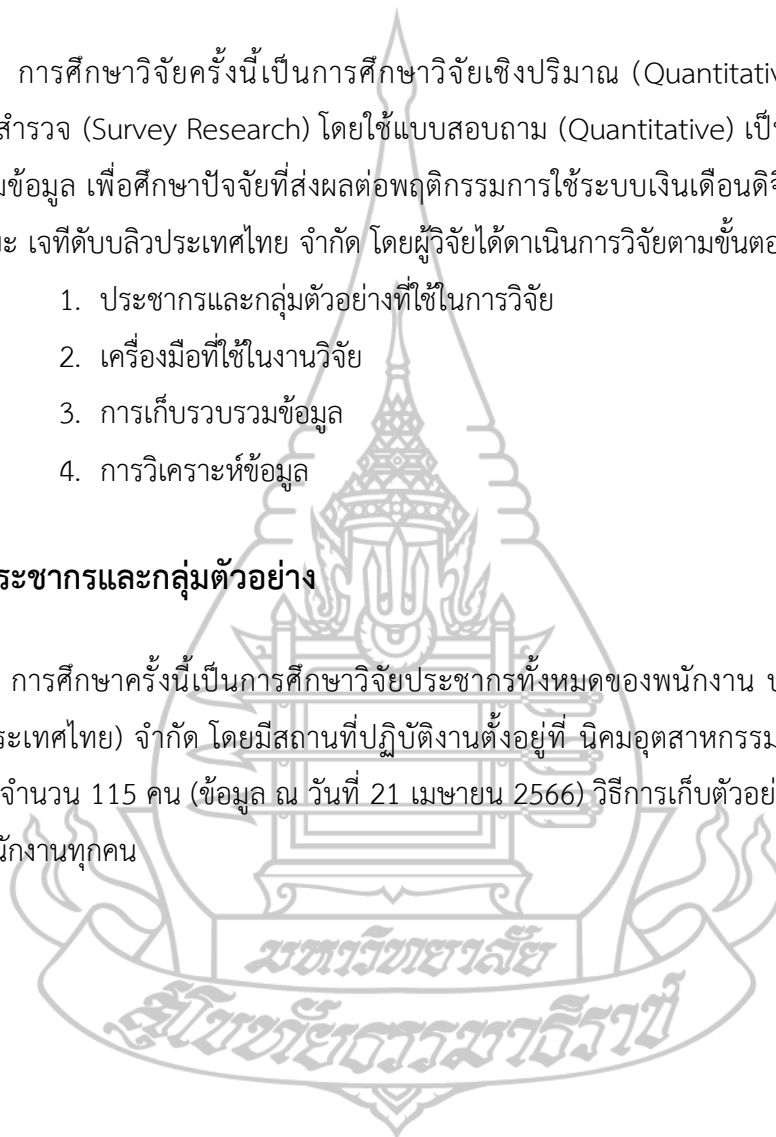 การศึกษาวิจัยครั้งนี้เป็นการศึกษาวิจัยเชิงปริมาณ (Quantitativ
สำรวจ (Survey Research) โดยใช้แบบสอบถาม (Quantitative) เป็
มข้อมูล เพื่อศึกษาปัจจัยที่ส่งผลต่อพฤติกรรมการใช้ระบบเงินเดือนดิจิ
มะ เจทีดับบลิวประเทศไทย จำกัด โดยผู้วิจัยได้ดาเนินการวิจัยตามขั้นตอ
1. ประชากรและกลุ่มตัวอย่างที่ใช้ในการวิจัย
2. เครื่องมือที่ใช้ในงานวิจัย
3. การเก็บรวบรวมข้อมูล
4. การวิเคราะห์ข้อมูล
ระชากรและกลุ่มตัวอย่าง
การศึกษาครั้งนี้เป็นการศึกษาวิจัยประชากรทั้งหมดของพนักงาน บ
ระเทศไทย) จำกัด โดยมีสถานที่ปฏิบัติงานตั้งอยู่ที่ นิคมอุตสาหกรรม
จำนวน 115 คน (ข้อมูล ณ วันที่ 21 เมษายน 2566) วิธีการเก็บตัวอย่
นักงานทุกคน
มหาวิทยาลัย
สุโขทัยธรรมาธิราช